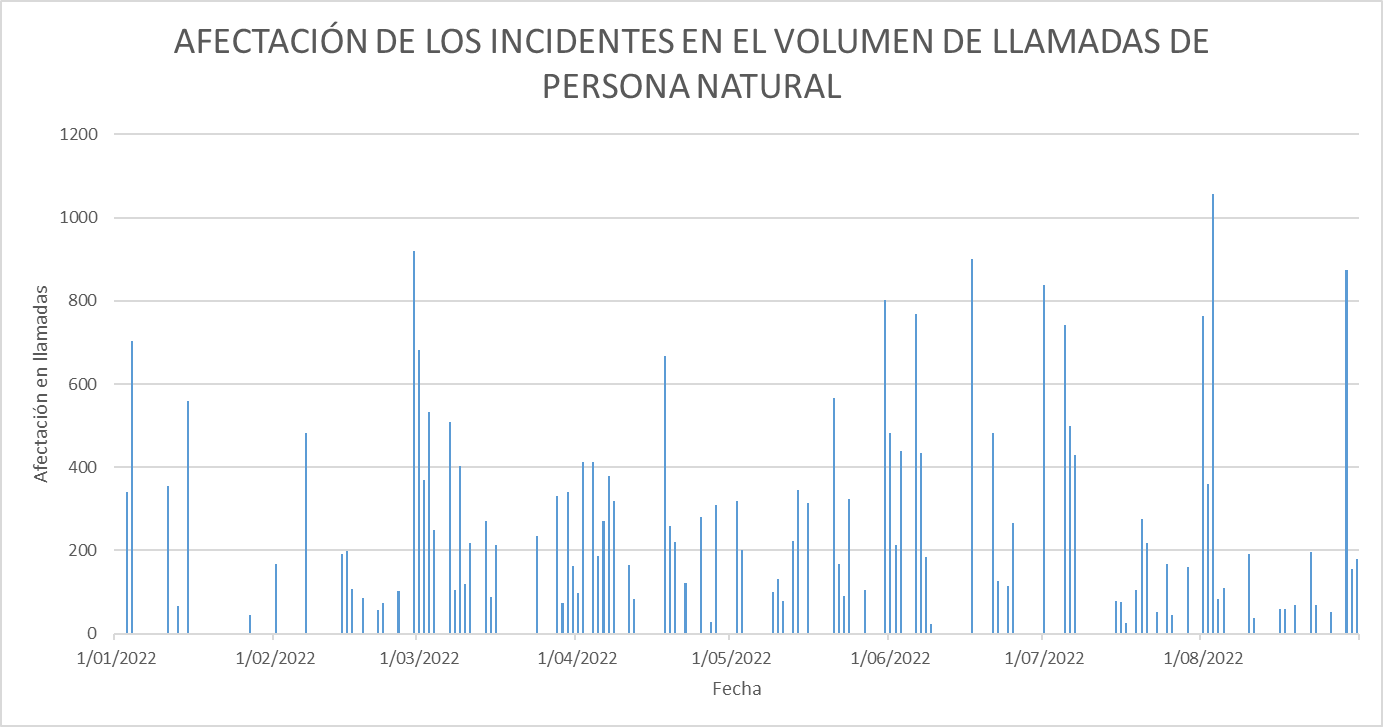 AFECTACIÓN DE LOS INCIDENTES EN EL VOLUMEN DE LLAMADAS DE
PERSONA NATURAL
1200
1000
800
600
400
200
0
Afectación en llamadas
1/01/2022 1/02/2022 1/03/2022 1/04/2022 1/05/2022 1/06/2022 1/07/2022 1/08/2022
Fecha